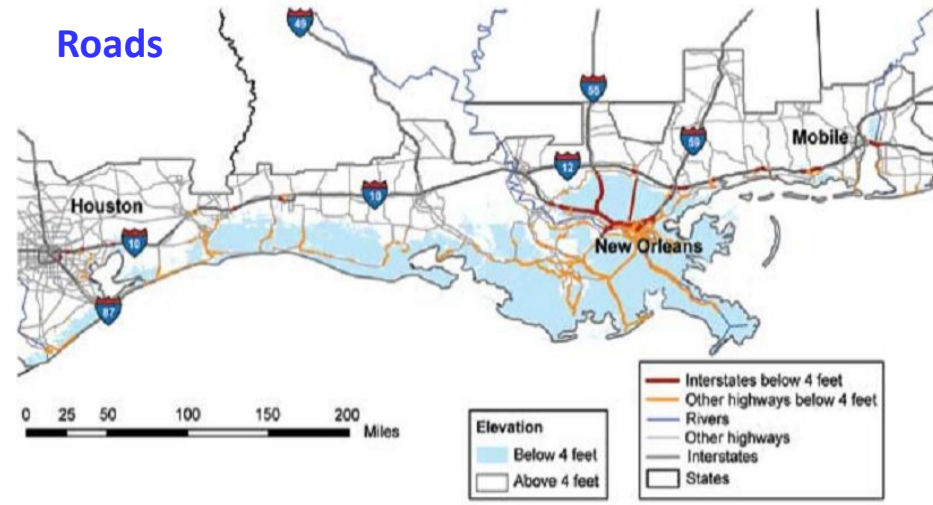 Roads
49
55
59
Mobile
12
10
Houston
10
New Orleans
87
0 25 50 100 150 200
Miles
Elevation
Below 4 feet
Above 4 feet
Interstates below 4 feet
Other highways below 4 feet
Rivers
Other highways
Interstates
States